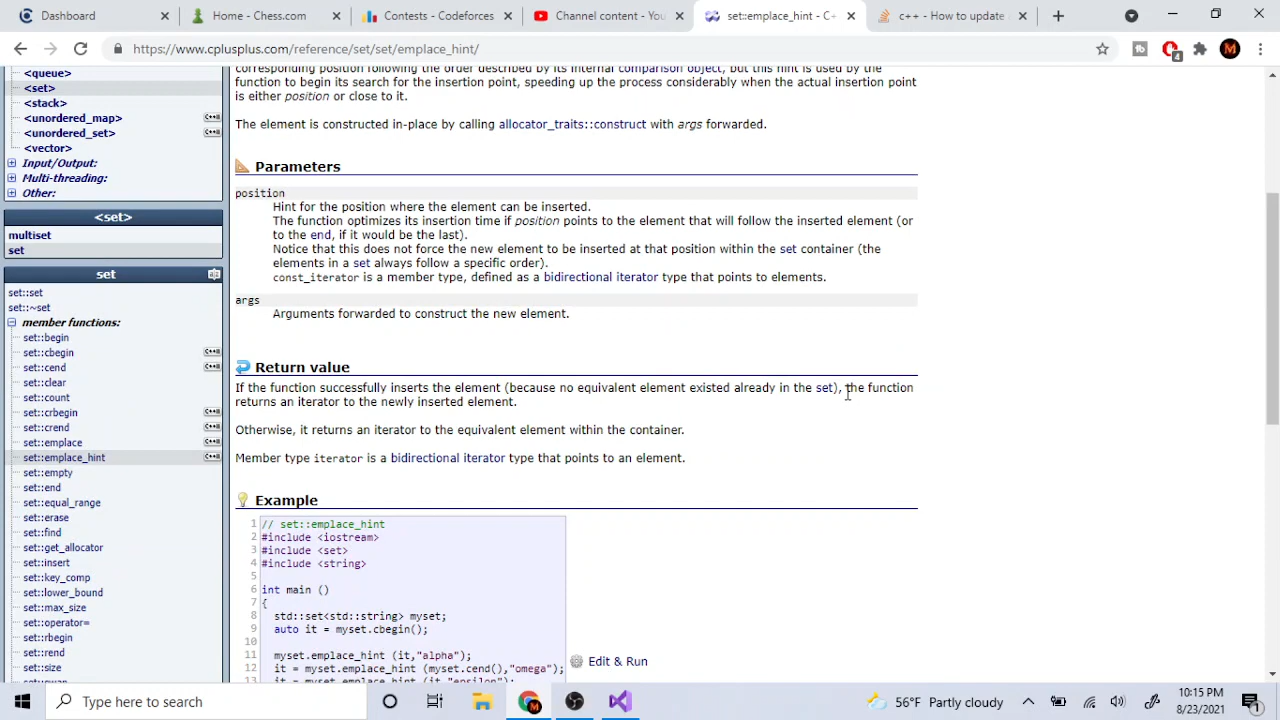 Dashboard
Home - Chess.com
Contests - Codeforces
Channel content - You
set::emplace_hint - C+
c++ - How to update
https://www.cplusplus.com/reference/set/set/emplace_hint/
M
4
<queue>
<set>
<stack>
<unordered_map>
<unordered_set>
<vector>
Input/Output:
Multi-threading:
Other:
<set>
multiset
set
set
set::set
set::~set
member functions:
set::begin
set::cbegin
set::cend
set::clear
set::count
set::crbegin
set::crend
set::emplace
set::emplace_hint
set::empty
set::end
set::equal_range
set::erase
set::find
set::get_allocator
set::insert
set::key_comp
set::lower_bound
set::max_size
set::operator=
set::rbegin
set::rend
set::size
corresponding position following the order described by its internal comparison object, but this hint is used by the
function to begin its search for the insertion point, speeding up the process considerably when the actual insertion point
is either position or close to it.
The element is constructed in-place by calling allocator_traits::construct with args forwarded.
Parameters
position
Hint for the position where the element can be inserted.
The function optimizes its insertion time if position points to the element that will follow the inserted element (or
to the end, if it would be the last).
Notice that this does not force the new element to be inserted at that position within the set container (the
elements in a set always follow a specific order).
const_iterator is a member type, defined as a bidirectional iterator type that points to elements.
args
Arguments forwarded to construct the new element.
Return value
If the function successfully inserts the element (because no equivalent element existed already in the set), the function
returns an iterator to the newly inserted element.
Otherwise, it returns an iterator to the equivalent element within the container.
Member type iterator is a bidirectional iterator type that points to an element.
Example
1 // set::emplace_hint
2 #include <iostream>
3 #include <set>
4 #include <string>
5
6 int main ()
7 {
8 std::set<std::string> myset;
9 auto it = myset.cbegin();
10
11 myset.emplace_hint (it,"alpha");
12 it = myset.emplace_hint (myset.cend(),"omega");
13 it = myset.emplace_hint (it,"epsilon");
Edit & Run
Type here to search
56°F Partly cloudy
10:15 PM
8/23/2021